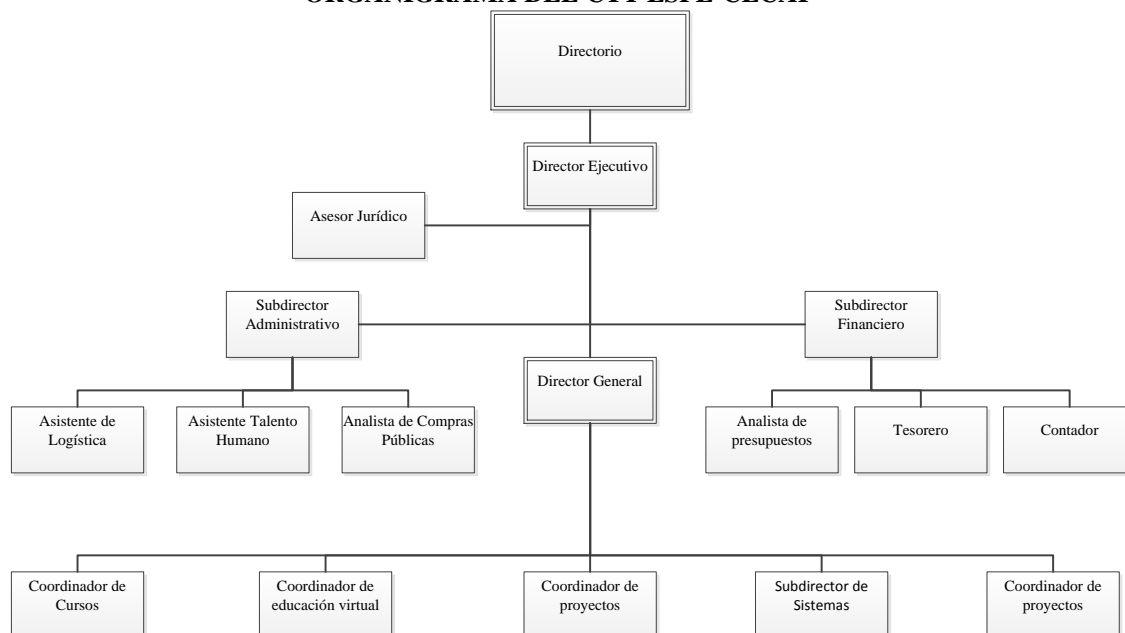 Directorio
Director Ejecutivo
Asesor Jurídico
Subdirector
Administrativo
Subdirector
Financiero
Director General
Asistente de
Logística
Asistente Talento
Humano
Analista de Compras
Públicas
Analista de
presupuestos
Tesorero
Contador
Coordinador de
Cursos
Coordinador de
educación virtual
Coordinador de
proyectos
Subdirector de
Sistemas
Coordinador de
proyectos